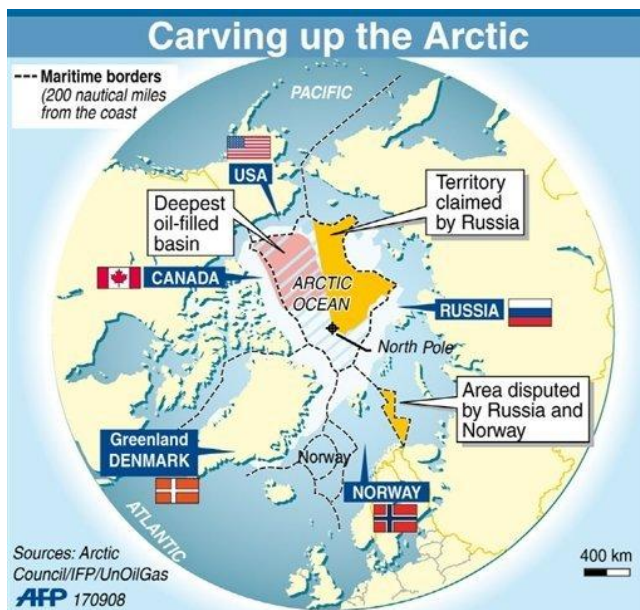 Carving up the Arctic
Maritime borders
(200 nautical miles
from the coast
PACIFIC
USA
Deepest
oil-filled
basin
Territory
claimed
by Russia
CANADA
ARCTIC
OCEAN
RUSSIA
North Pole
Area disputed
by Russia and
Norway
Greenland
DENMARK
Norway
NORWAY
ATLANTIC
Sources: Arctic
Council/IFP/UnOilGas
AFP 170908
400 km